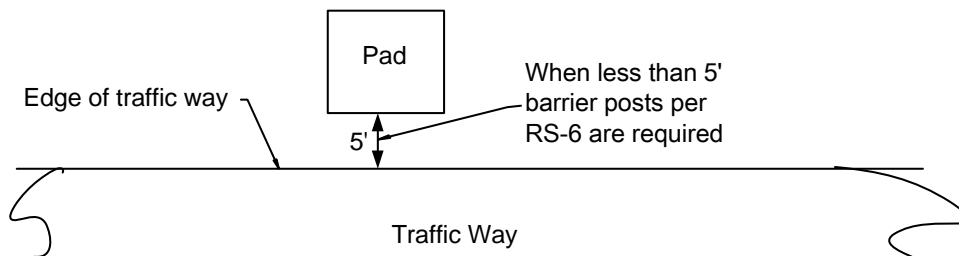 Pad
When less than 5'
barrier posts per
RS-6 are required
Edge of traffic way
5'
Traffic Way